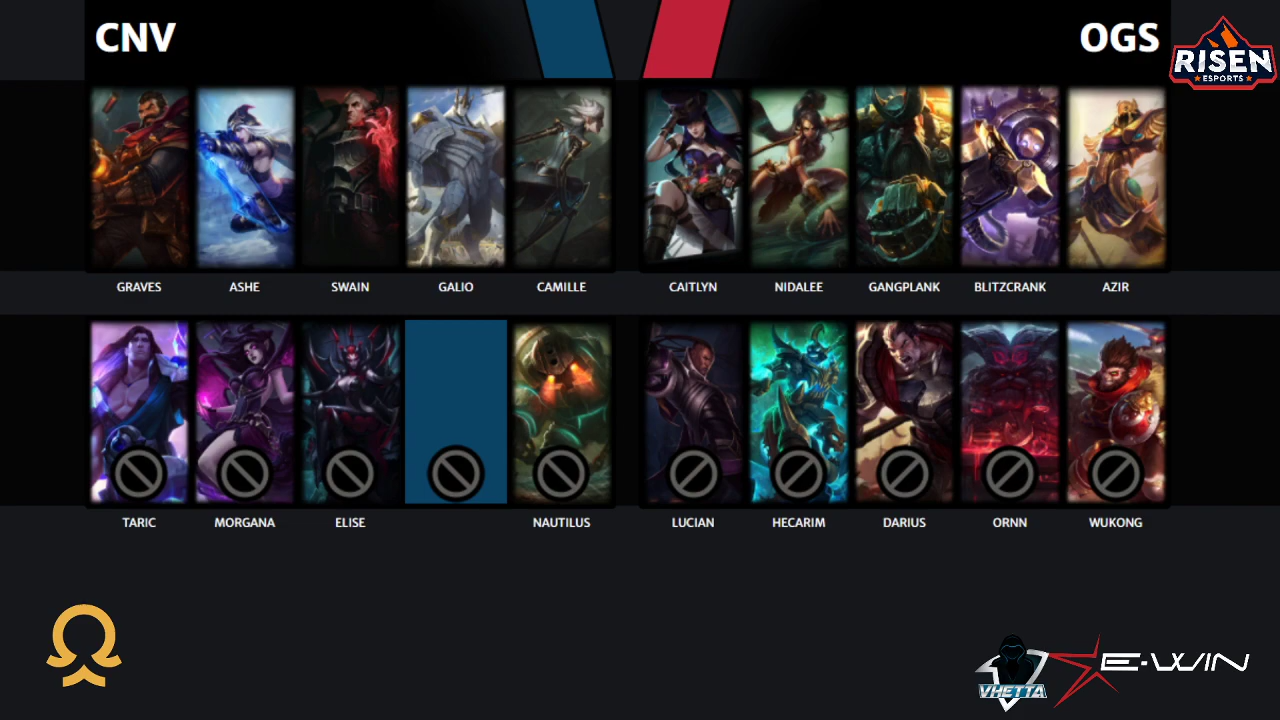 CNV
OGS
RISEN
ESPORTS
GRAVES ASHE SWAIN GALIO CAMILLE CAITLYN NIDALEE GANGPLANK BLITZCRANK AZIR
TARIC MORGANA ELISE NAUTILUS LUCIAN HECARIM DARIUS ORNN WUKONG
VHETTA
E-WIN